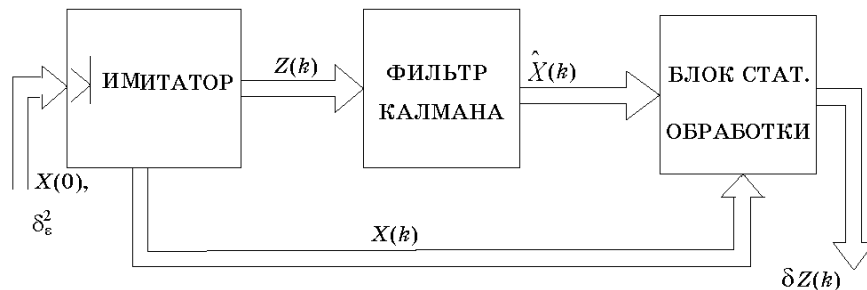 ИМИТАТОР
Z(k)
ФИЛЬТР
КАЛМАНА
X̂(k)
БЛОК СТАТ.
ОБРАБОТКИ
X(0),
δ²ε
X(k)
δZ(k)